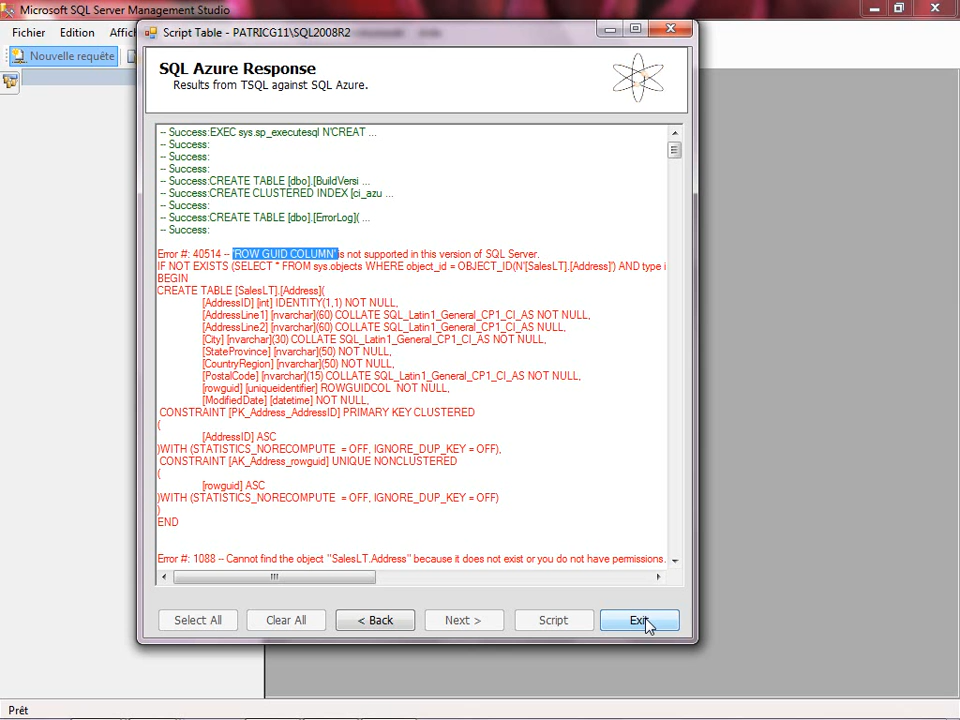 Microsoft SQL Server Management Studio
Fichier Edition Affich
Nouvelle requête
Script Table - PATRICG11\SQL2008R2
SQL Azure Response
Results from TSQL against SQL Azure.
-- Success:EXEC sys.sp_executesql N'CREAT ...
-- Success:
-- Success:
-- Success:
-- Success:CREATE TABLE [dbo].[BuildVersi ...
-- Success:CREATE CLUSTERED INDEX [ci_azu ...
-- Success:
-- Success:CREATE TABLE [dbo].[ErrorLog]( ...
-- Success:
Error #: 40514 -- 'ROW GUID COLUMN' is not supported in this version of SQL Server.
IF NOT EXISTS (SELECT * FROM sys.objects WHERE object_id = OBJECT_ID(N'[SalesLT].[Address]') AND type i
BEGIN
CREATE TABLE [SalesLT].[Address](
[AddressID] [int] IDENTITY(1,1) NOT NULL,
[AddressLine1] [nvarchar](60) COLLATE SQL_Latin1_General_CP1_CI_AS NOT NULL,
[AddressLine2] [nvarchar](60) COLLATE SQL_Latin1_General_CP1_CI_AS NULL,
[City] [nvarchar](30) COLLATE SQL_Latin1_General_CP1_CI_AS NOT NULL,
[StateProvince] [nvarchar](50) NOT NULL,
[CountryRegion] [nvarchar](50) NOT NULL,
[PostalCode] [nvarchar](15) COLLATE SQL_Latin1_General_CP1_CI_AS NOT NULL,
[rowguid] [uniqueidentifier] ROWGUIDCOL NOT NULL,
[ModifiedDate] [datetime] NOT NULL,
CONSTRAINT [PK_Address_AddressID] PRIMARY KEY CLUSTERED
(
[AddressID] ASC
)WITH (STATISTICS_NORECOMPUTE = OFF, IGNORE_DUP_KEY = OFF),
CONSTRAINT [AK_Address_rowguid] UNIQUE NONCLUSTERED
(
[rowguid] ASC
)WITH (STATISTICS_NORECOMPUTE = OFF, IGNORE_DUP_KEY = OFF)
)
END
Error #: 1088 -- Cannot find the object "SalesLT.Address" because it does not exist or you do not have permissions.
Select All Clear All < Back Next > Script Exit
Prêt